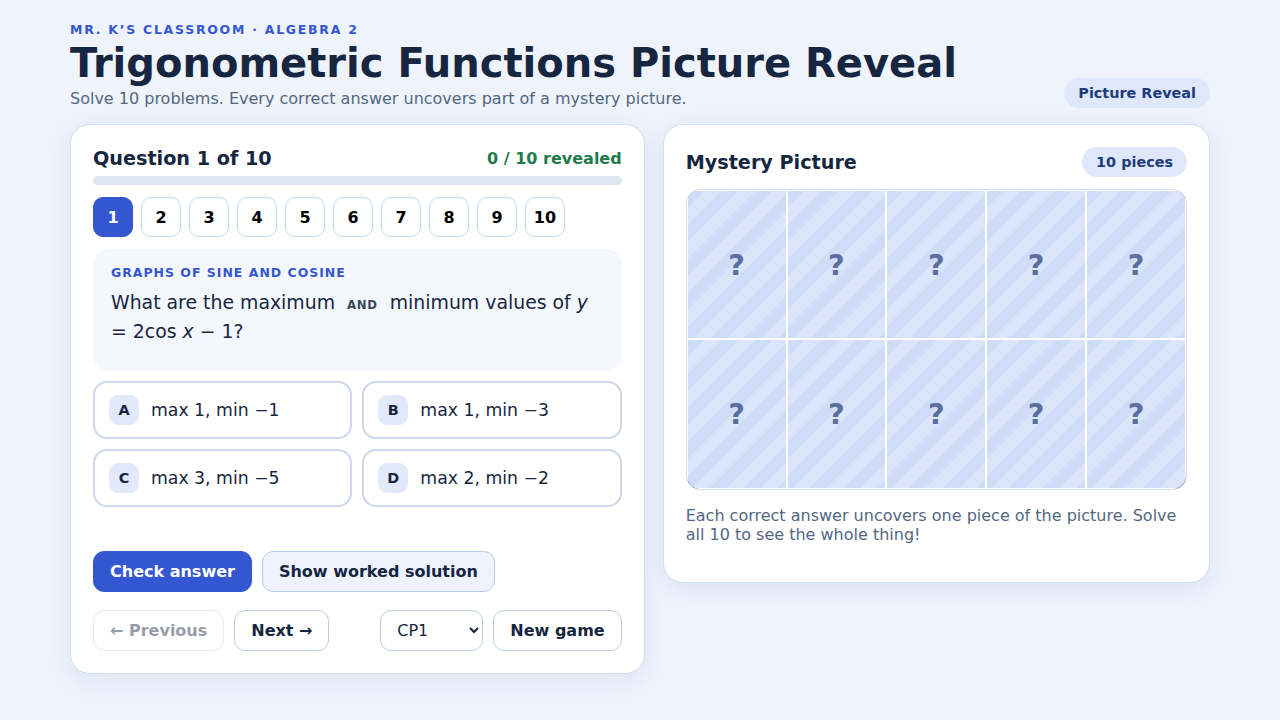 MR. K’S CLASSROOM · ALGEBRA 2
Trigonometric Functions Picture Reveal
Solve 10 problems. Every correct answer uncovers part of a mystery picture.
Picture Reveal
Question 1 of 10
0 / 10 revealed
1 2 3 4 5 6 7 8 9 10
GRAPHS OF SINE AND COSINE
What are the maximum AND minimum values of y
= 2cos x − 1?
A max 1, min −1
B max 1, min −3
C max 3, min −5
D max 2, min −2
Check answer
Show worked solution
← Previous
Next →
CP1
New game
Mystery Picture
10 pieces
? ? ? ? ?
? ? ? ? ?
Each correct answer uncovers one piece of the picture. Solve
all 10 to see the whole thing!